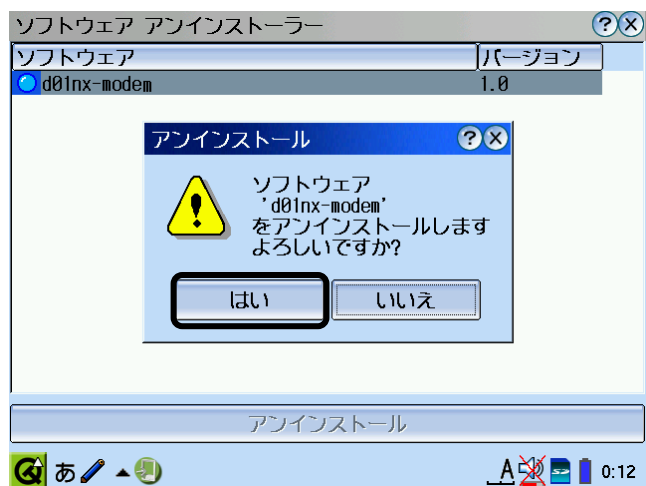 ソフトウェア アンインストーラー
ソフトウェア
バージョン
d01nx-modem
1.0
アンインストール
ソフトウェア
'd01nx-modem'
をアンインストールします
よろしいですか?
はい
いいえ
アンインストール
あ
A
0:12